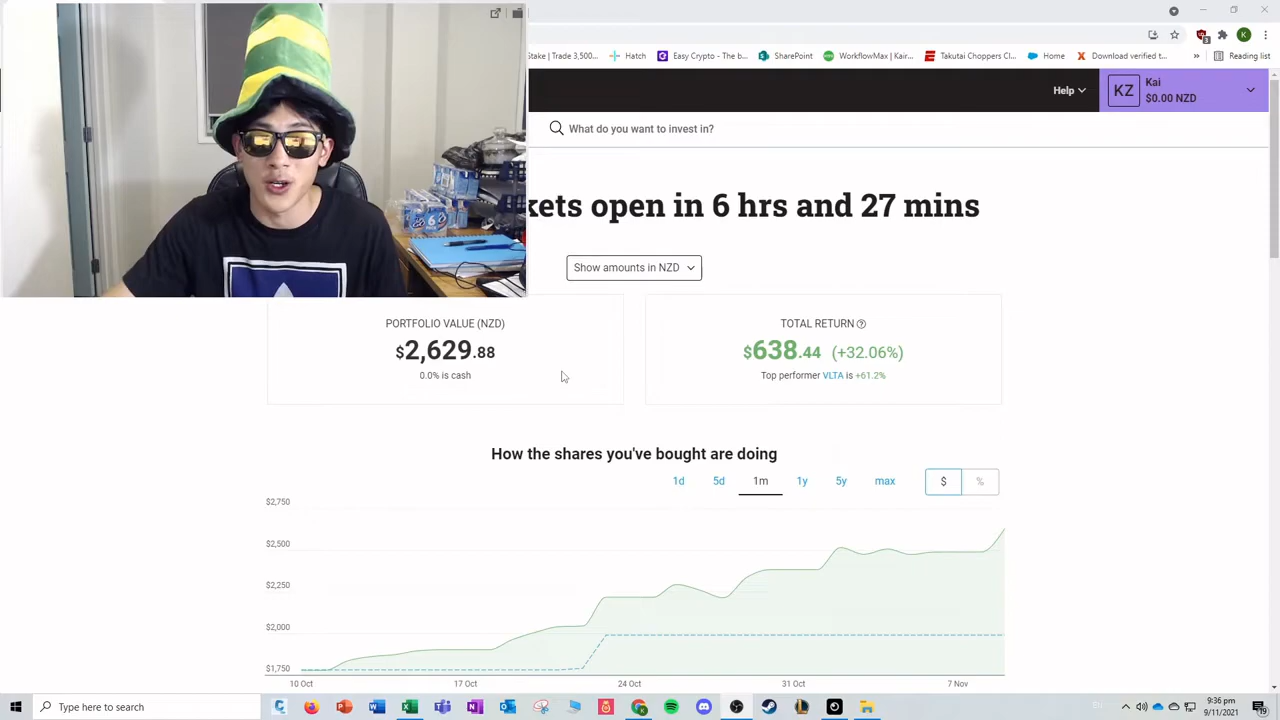 Stake | Trade 3,500...
Hatch
Easy Crypto - The b...
SharePoint
WorkflowMax | Kair...
Takutai Choppers Cl...
Home
Download verified t...
»
Reading list
K
Help
KZ
Kai
$0.00 NZD
What do you want to invest in?
kets open in 6 hrs and 27 mins
Show amounts in NZD
PORTFOLIO VALUE (NZD)
$2,629.88
0.0% is cash
TOTAL RETURN
$638.44 (+32.06%)
Top performer VLTA is +61.2%
How the shares you've bought are doing
1d 5d 1m 1y 5y max $ %
$2,750
$2,500
$2,250
$2,000
$1,750
10 Oct 17 Oct 24 Oct 31 Oct 7 Nov
Type here to search
9:36 pm
9/11/2021
19